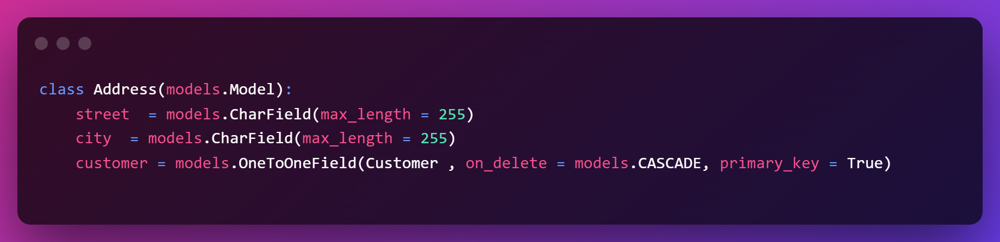 class Address(models.Model):
    street  = models.CharField(max_length = 255)
    city  = models.CharField(max_length = 255)
    customer = models.OneToOneField(Customer , on_delete = models.CASCADE, primary_key = True)